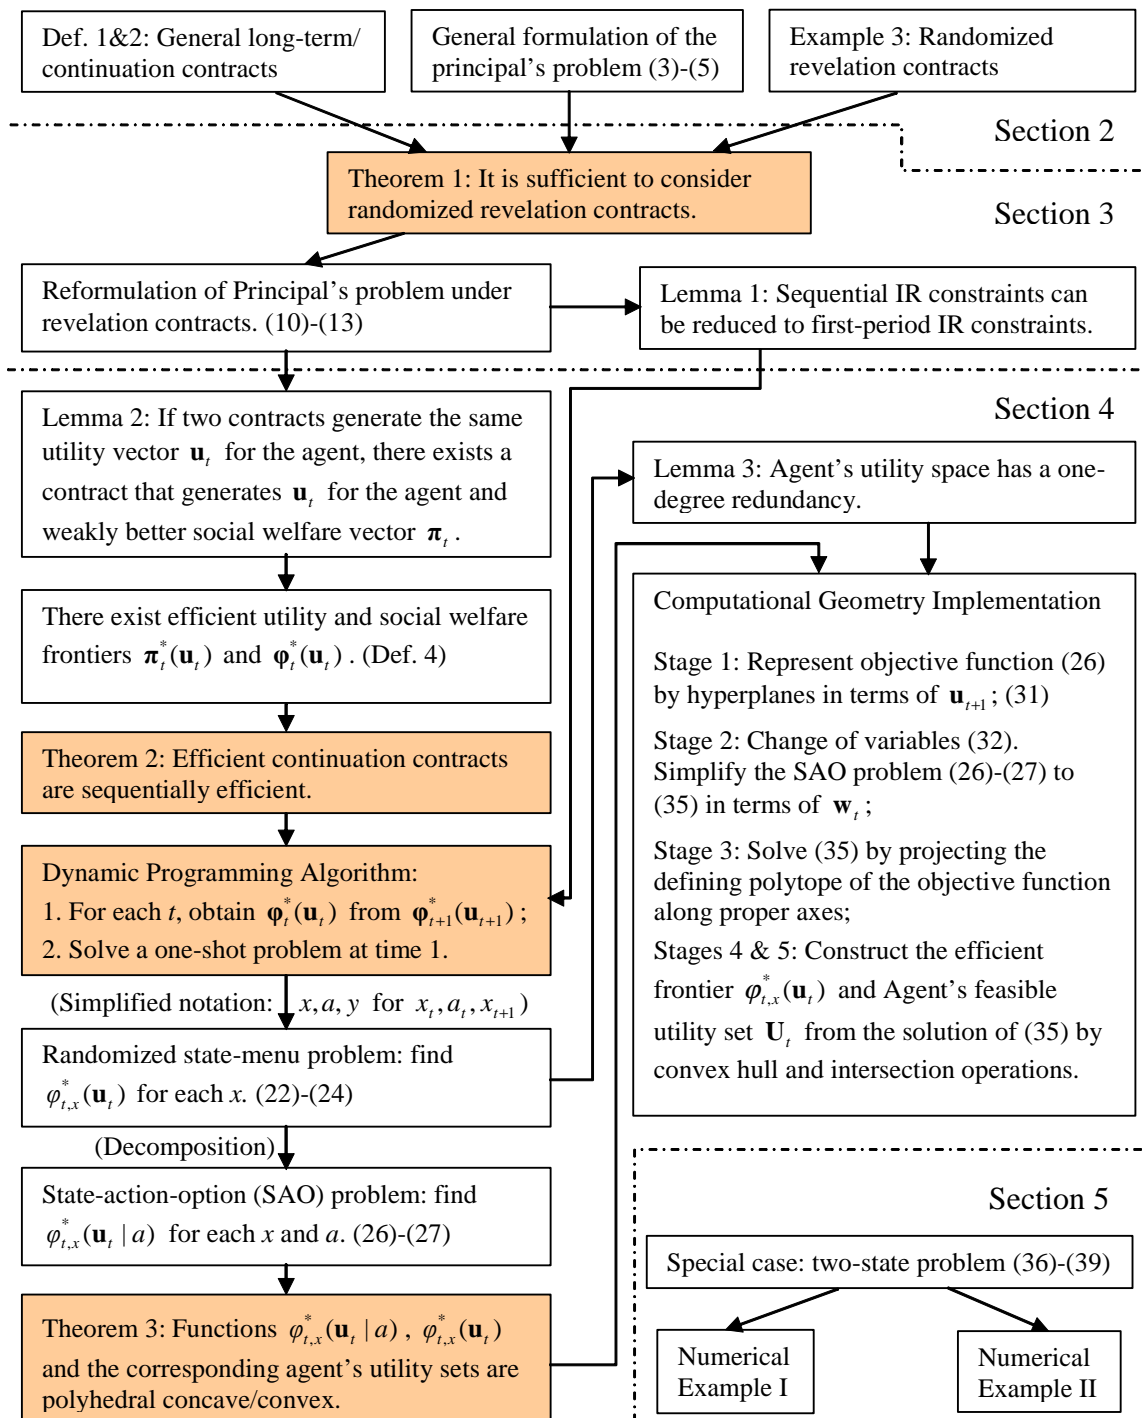 Def. 1&2: General long-term/
continuation contracts
General formulation of the
principal's problem (3)-(5)
Example 3: Randomized
revelation contracts
Section 2
Theorem 1: It is sufficient to consider
randomized revelation contracts.
Section 3
Reformulation of Principal's problem under
revelation contracts. (10)-(13)
Lemma 1: Sequential IR constraints can
be reduced to first-period IR constraints.
Section 4
Lemma 2: If two contracts generate the same
utility vector u_t for the agent, there exists a
contract that generates u_t for the agent and
weakly better social welfare vector π_t .
Lemma 3: Agent's utility space has a one-
degree redundancy.
There exist efficient utility and social welfare
frontiers π_t^*(u_t) and φ_t^*(u_t) . (Def. 4)
Theorem 2: Efficient continuation contracts
are sequentially efficient.
Dynamic Programming Algorithm:
1. For each t, obtain φ_t^*(u_t) from φ_{t+1}^*(u_{t+1}) ;
2. Solve a one-shot problem at time 1.
(Simplified notation: x, a, y for x_t, a_t, x_{t+1})
Randomized state-menu problem: find
φ_{t,x}^*(u_t) for each x. (22)-(24)
(Decomposition)
State-action-option (SAO) problem: find
φ_{t,x}^*(u_t | a) for each x and a. (26)-(27)
Theorem 3: Functions φ_{t,x}^*(u_t | a) , φ_{t,x}^*(u_t)
and the corresponding agent's utility sets are
polyhedral concave/convex.
Computational Geometry Implementation
Stage 1: Represent objective function (26)
by hyperplanes in terms of u_{t+1} ; (31)
Stage 2: Change of variables (32).
Simplify the SAO problem (26)-(27) to
(35) in terms of w_t ;
Stage 3: Solve (35) by projecting the
defining polytope of the objective function
along proper axes;
Stages 4 & 5: Construct the efficient
frontier φ_{t,x}^*(u_t) and Agent's feasible
utility set U_t from the solution of (35) by
convex hull and intersection operations.
Section 5
Special case: two-state problem (36)-(39)
Numerical
Example I
Numerical
Example II